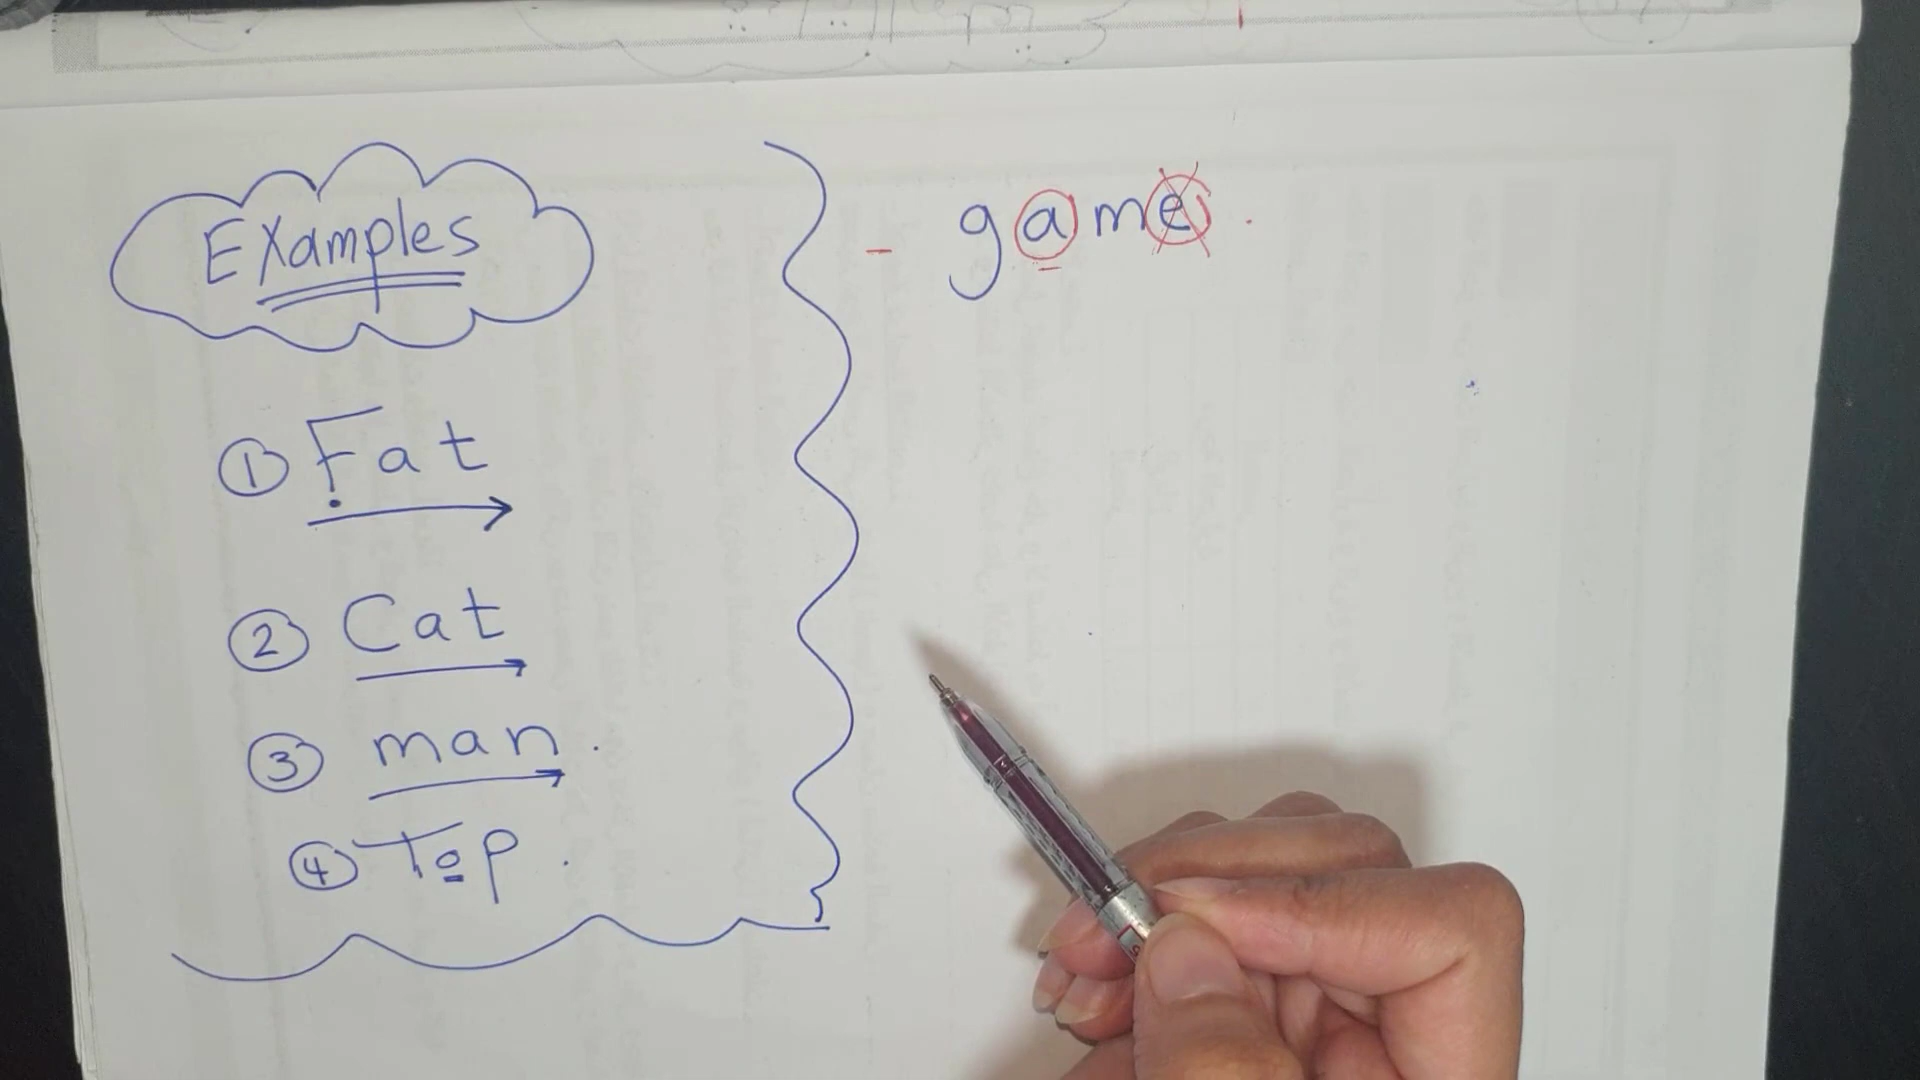 Examples
① Fat
② Cat
③ man.
④ Top.
- game.